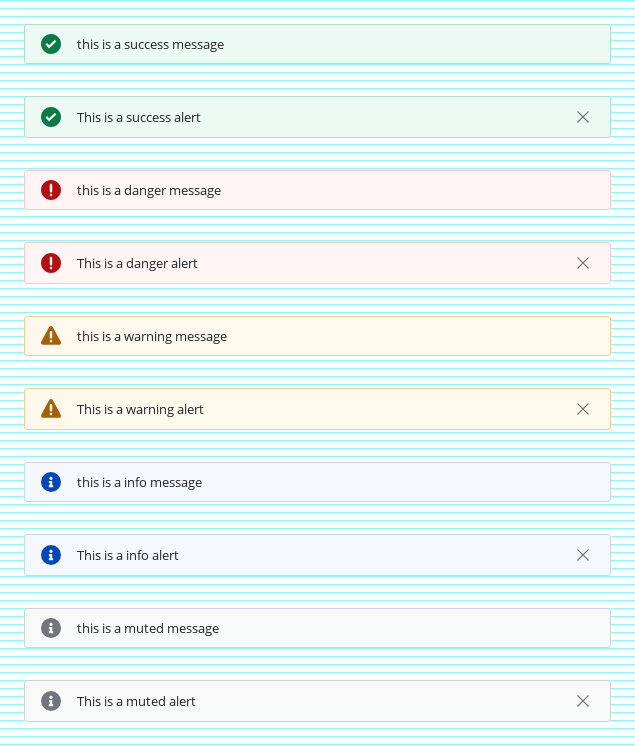 this is a success message
This is a success alert
this is a danger message
This is a danger alert
this is a warning message
This is a warning alert
this is a info message
This is a info alert
this is a muted message
This is a muted alert